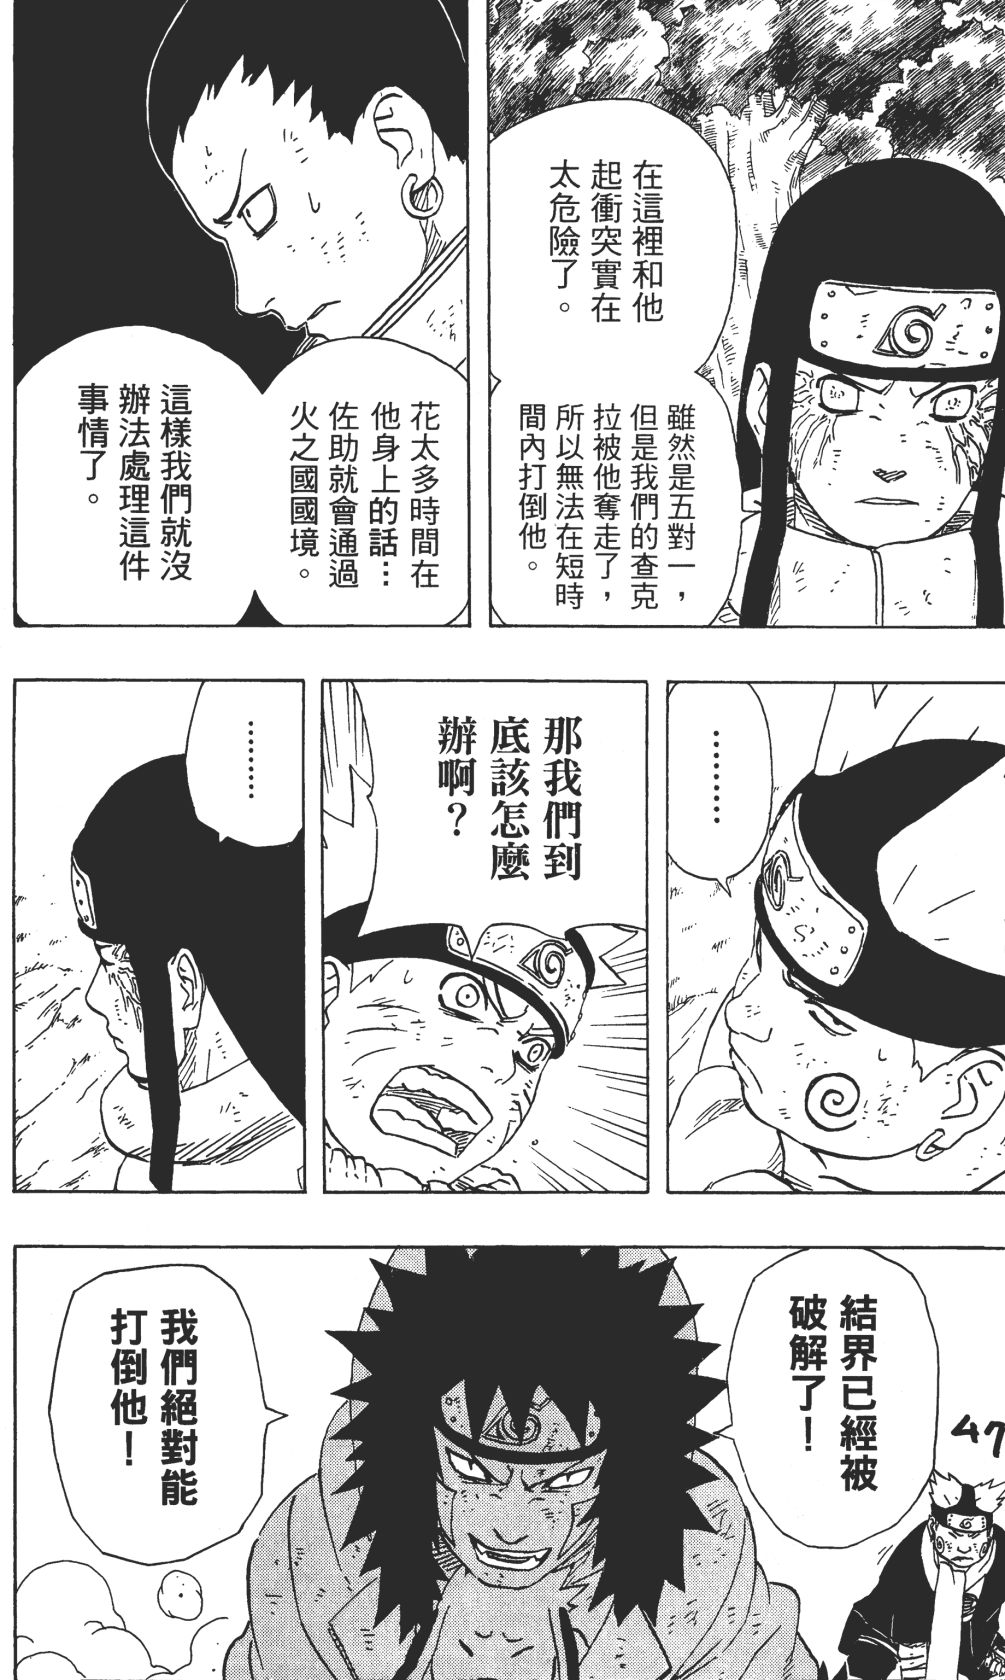 在這裡和他
起衝突實在
太危險了。
雖然是五對一，
但是我們的查克
拉被他奪走了，
所以無法在短時
間內打倒他。
花太多時間在
他身上的話…
佐助就會通過
火之國國境。
這樣我們就沒
辦法處理這件
事情了。
………
那我們到
底該怎麼
辦啊？
………
結界已經被
破解了！
我們絕對能
打倒他！